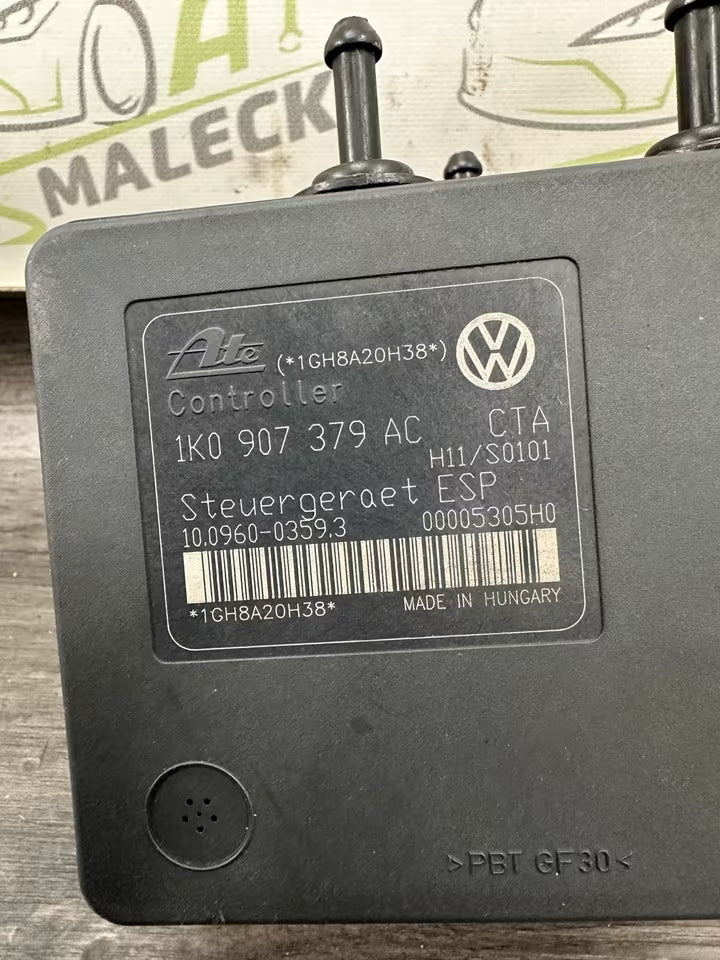 A
MALECK
Ate (*1GH8A20H38*)
Controller
1K0 907 379 AC CTA
H11/S0101
Steuergeraet ESP
10.0960-0359.3 00005305H0
*1GH8A20H38* MADE IN HUNGARY
>PBT GF30<